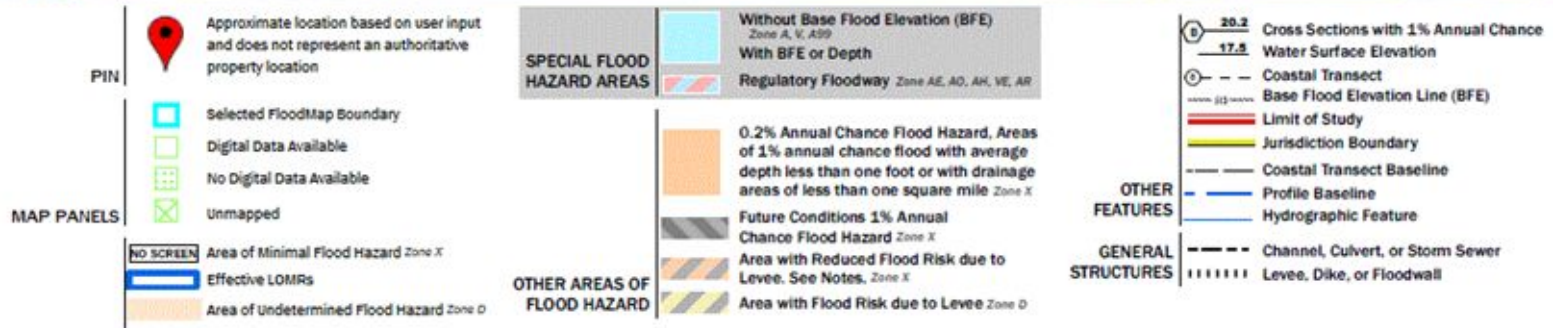 PIN
Approximate location based on user input
and does not represent an authoritative
property location
MAP PANELS
Selected FloodMap Boundary
Digital Data Available
No Digital Data Available
Unmapped
NO SCREEN Area of Minimal Flood Hazard Zone X
Effective LOMRs
Area of Undetermined Flood Hazard Zone D
SPECIAL FLOOD
HAZARD AREAS
Without Base Flood Elevation (BFE)
Zone A, V, A99
With BFE or Depth
Regulatory Floodway Zone AE, AO, AH, VE, AR
OTHER AREAS OF
FLOOD HAZARD
0.2% Annual Chance Flood Hazard, Areas
of 1% annual chance flood with average
depth less than one foot or with drainage
areas of less than one square mile Zone X
Future Conditions 1% Annual
Chance Flood Hazard Zone X
Area with Reduced Flood Risk due to
Levee. See Notes. Zone X
Area with Flood Risk due to Levee Zone D
OTHER
FEATURES
20.2 Cross Sections with 1% Annual Chance
17.5 Water Surface Elevation
Coastal Transect
Base Flood Elevation Line (BFE)
Limit of Study
Jurisdiction Boundary
Coastal Transect Baseline
Profile Baseline
Hydrographic Feature
GENERAL
STRUCTURES
Channel, Culvert, or Storm Sewer
Levee, Dike, or Floodwall